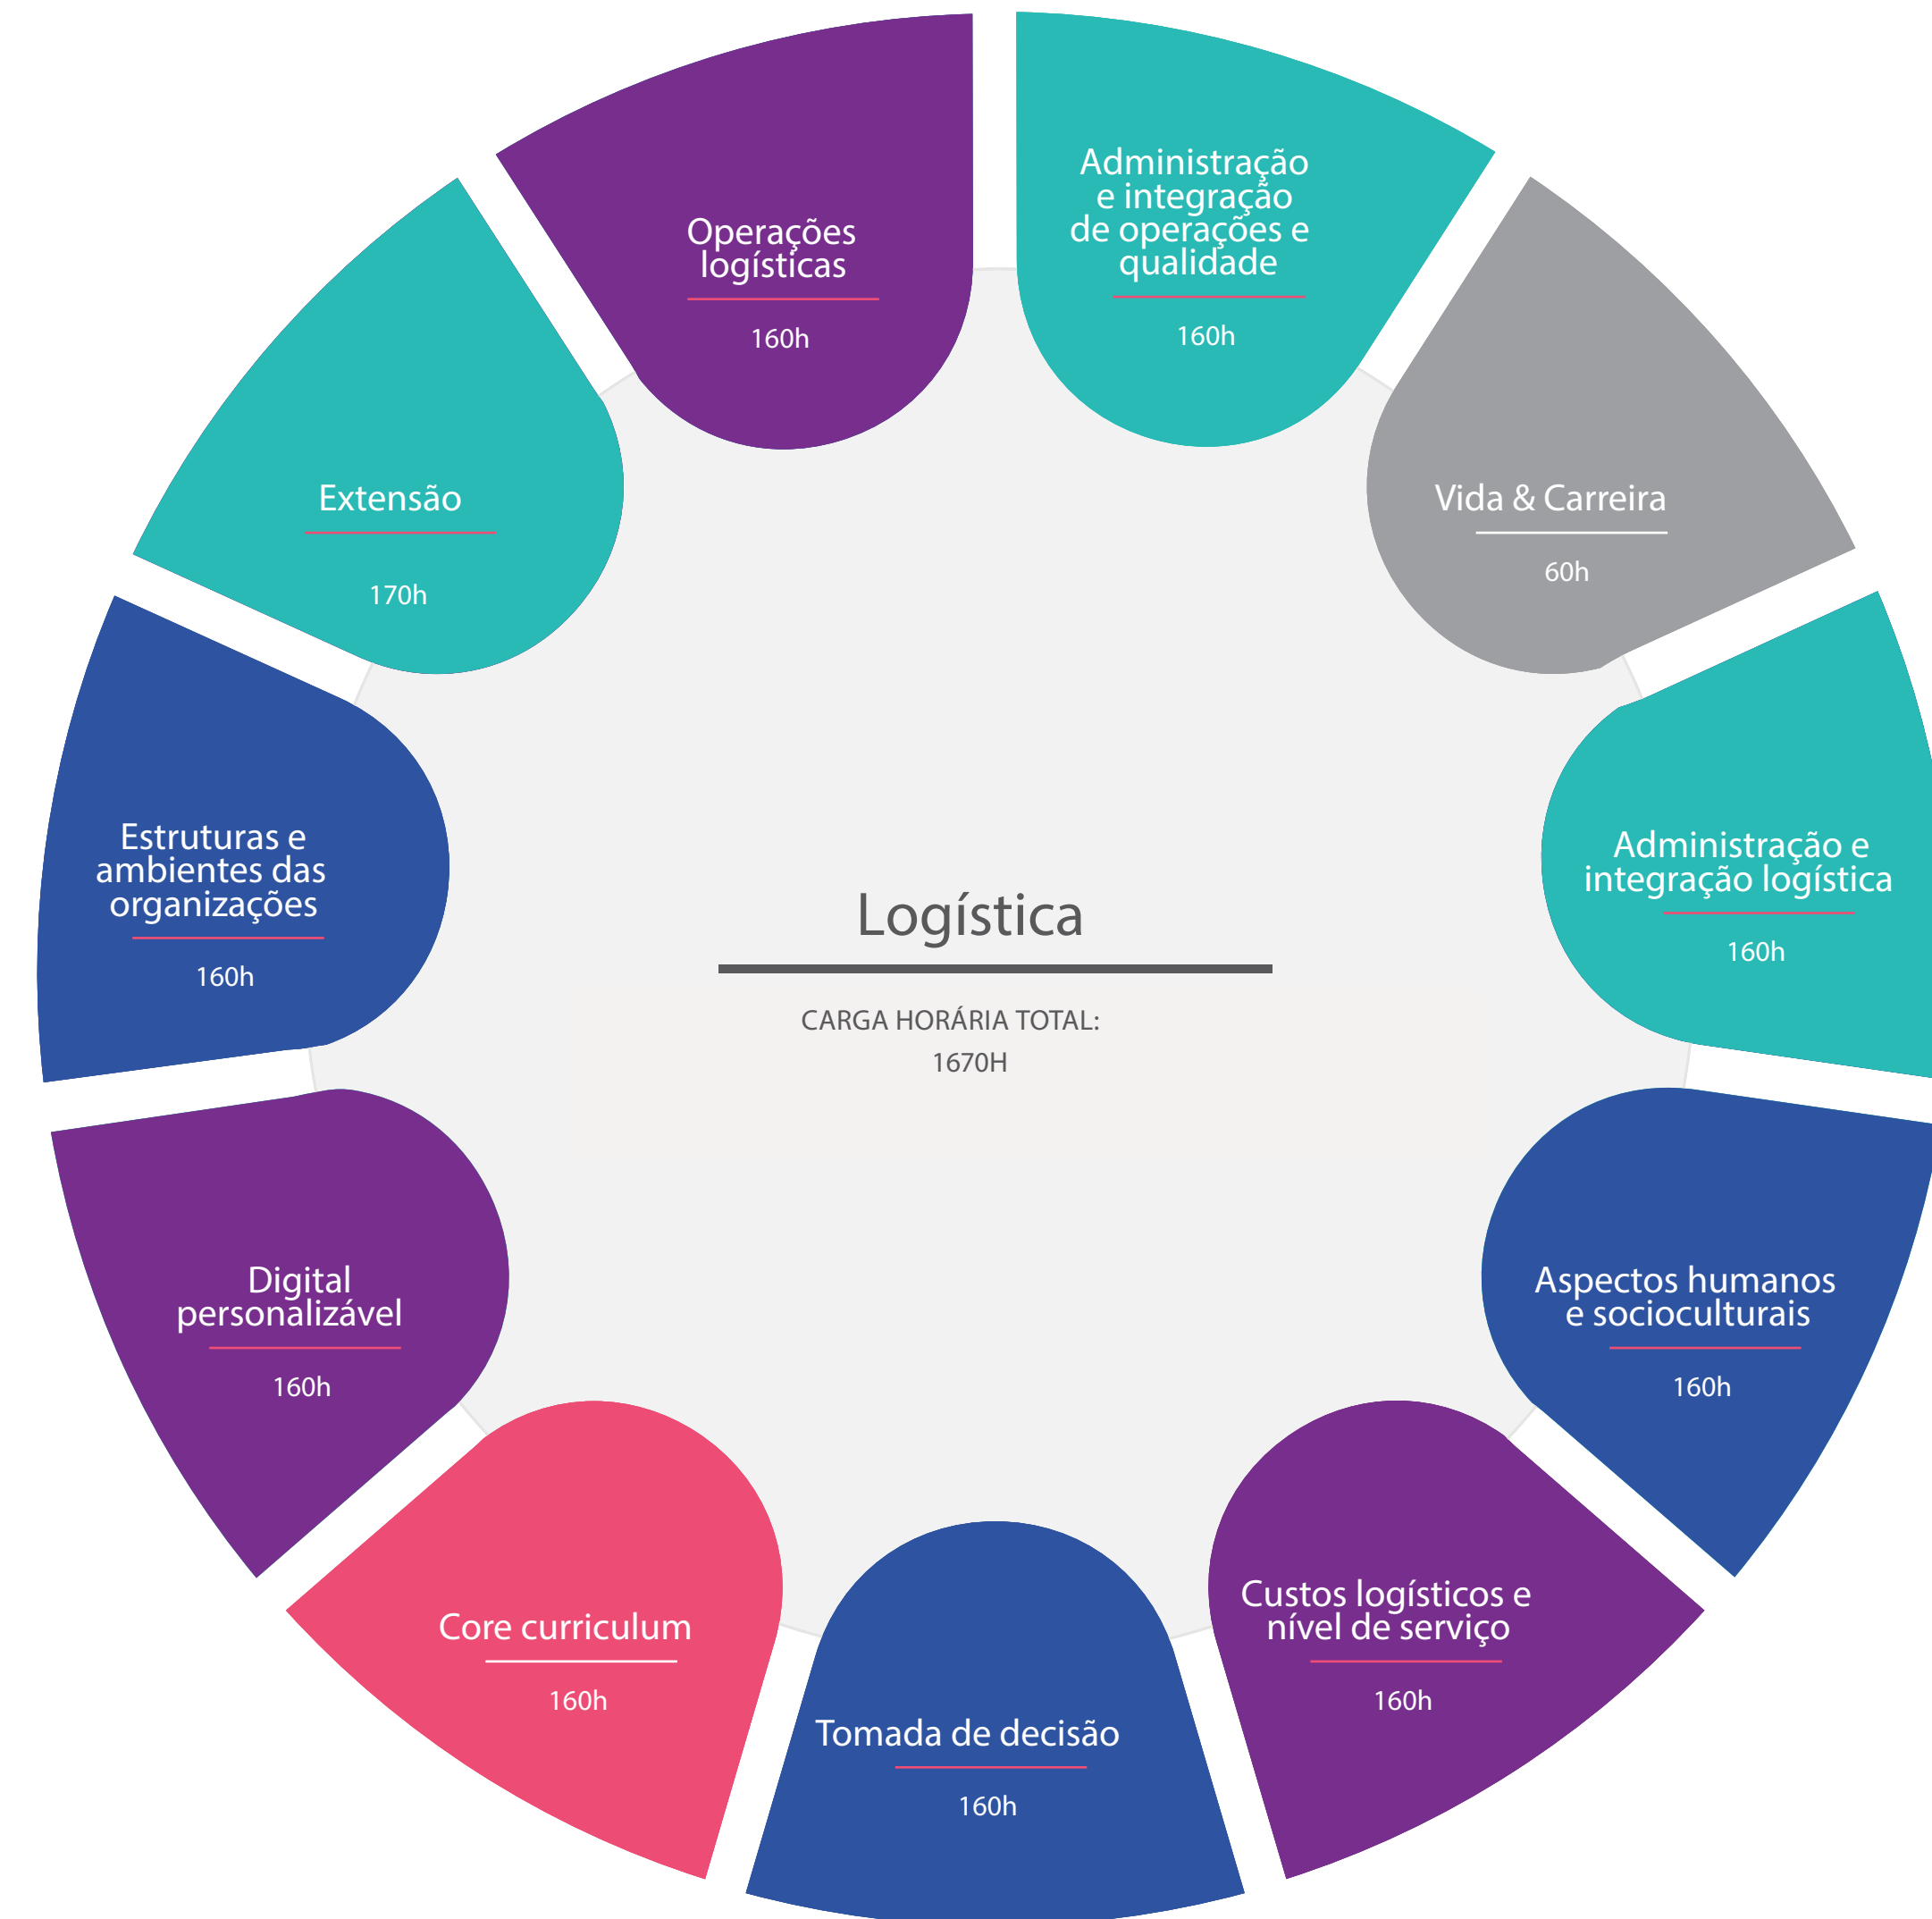 Administração
e integração
de operações e
qualidade
160h
Vida & Carreira
60h
Administração e
integração logística
160h
Aspectos humanos
e socioculturais
160h
Custos logísticos e
nível de serviço
160h
Tomada de decisão
160h
Core curriculum
160h
Digital
personalizável
160h
Estruturas e
ambientes das
organizações
160h
Extensão
170h
Operações
logísticas
160h
Logística
CARGA HORÁRIA TOTAL:
1670H